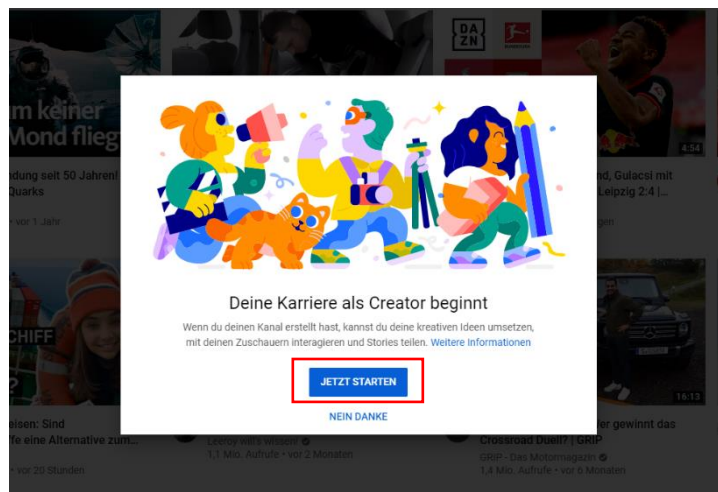 DA
ZN
BUNDESLIGA
m keiner
Mond flieg
4:54
ndung seit 50 Jahren!
Quarks
• vor 1 Jahr
nd, Gulacsi mit
Leipzig 2:4 |...
gen
Deine Karriere als Creator beginnt
Wenn du deinen Kanal erstellt hast, kannst du deine kreativen Ideen umsetzen,
mit deinen Zuschauern interagieren und Stories teilen. Weitere Informationen
JETZT STARTEN
NEIN DANKE
CHIFF
?
16:13
eisen: Sind
fe eine Alternative zum...
• vor 20 Stunden
Leeroy will's wissen!
1,1 Mio. Aufrufe • vor 2 Monaten
fer gewinnt das
Crossroad Duell? | GRIP
GRIP - Das Motormagazin
1,4 Mio. Aufrufe • vor 6 Monaten